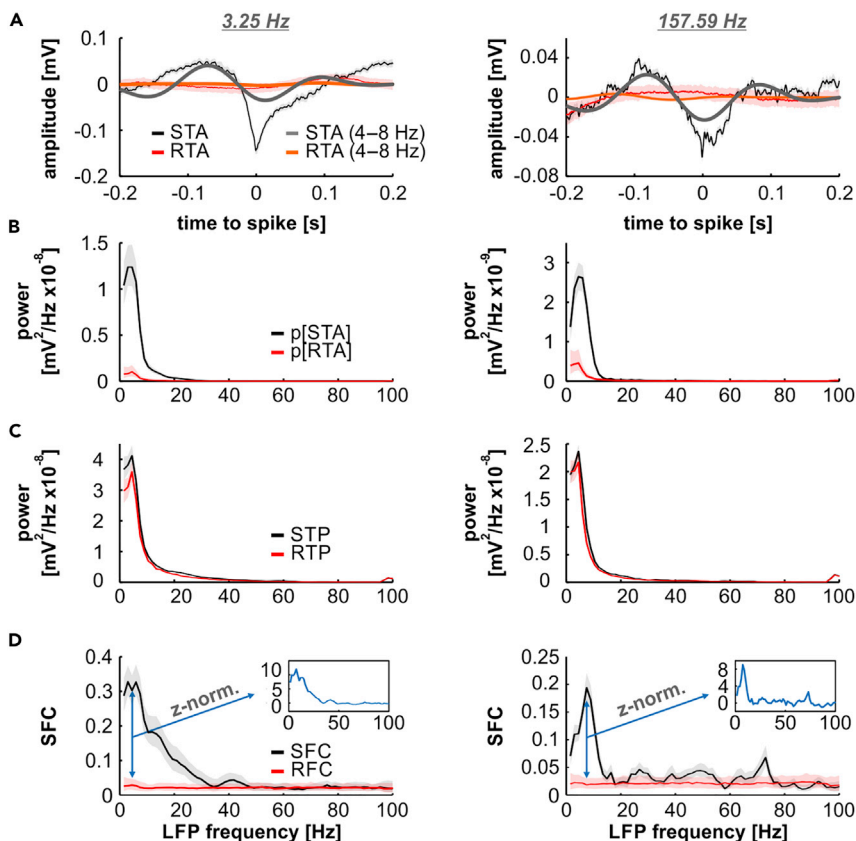 A
3.25 Hz
157.59 Hz
amplitude [mV]
0.1
0
-0.1
-0.2
STA
RTA
STA (4–8 Hz)
RTA (4–8 Hz)
-0.2
-0.1
0
0.1
0.2
time to spike [s]
amplitude [mV]
0.04
0
-0.04
-0.08
-0.2
-0.1
0
0.1
0.2
time to spike [s]
B
power
[mV²/Hz x10⁻⁸]
1.5
1
0.5
0
p[STA]
p[RTA]
0
20
40
60
80
100
power
[mV²/Hz x10⁻⁹]
3
2
1
0
0
20
40
60
80
100
C
power
[mV²/Hz x10⁻⁸]
4
3
2
1
0
STP
RTP
0
20
40
60
80
100
power
[mV²/Hz x10⁻⁸]
2.5
2
1.5
1
0.5
0
0
20
40
60
80
100
D
SFC
0.4
0.3
0.2
0.1
0
z-norm.
10
5
0
0
50
100
SFC
RFC
0
20
40
60
80
100
LFP frequency [Hz]
SFC
0.25
0.2
0.15
0.1
0.05
0
z-norm.
8
4
0
0
50
100
0
20
40
60
80
100
LFP frequency [Hz]